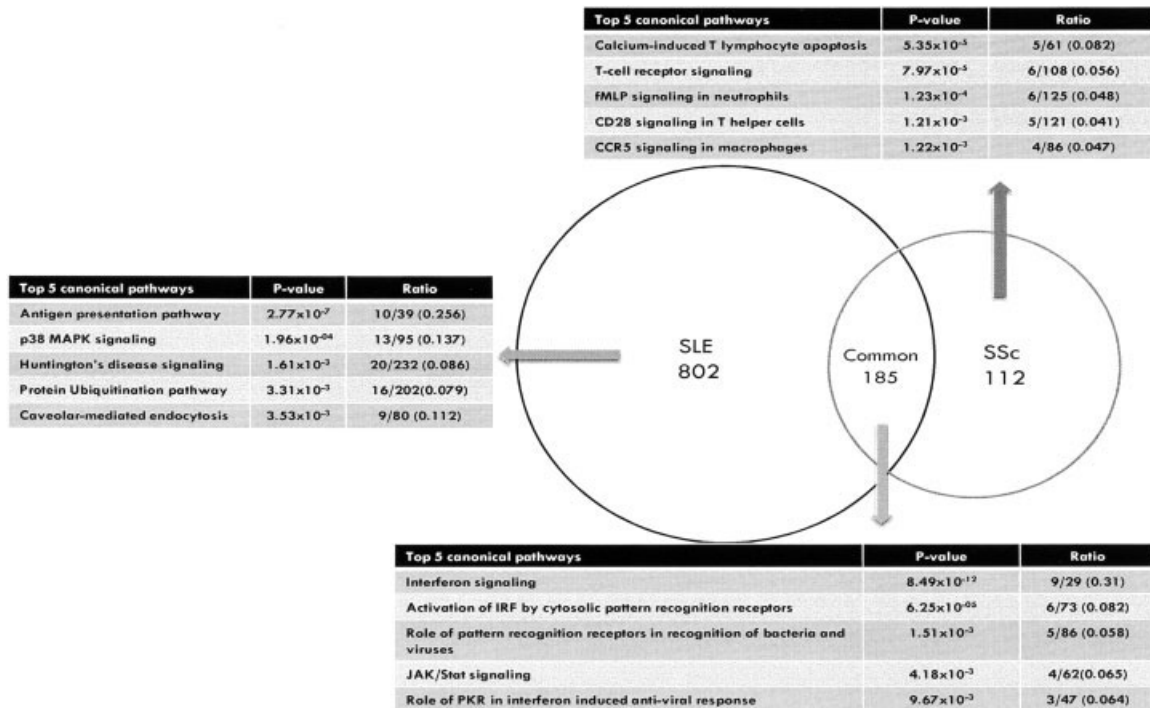 Top 5 canonical pathways P-value Ratio
Calcium-induced T lymphocyte apoptosis 5.35x10⁻⁵ 5/61 (0.082)
T-cell receptor signaling 7.97x10⁻⁵ 6/108 (0.056)
fMLP signaling in neutrophils 1.23x10⁻⁴ 6/125 (0.048)
CD28 signaling in T helper cells 1.21x10⁻³ 5/121 (0.041)
CCR5 signaling in macrophages 1.22x10⁻³ 4/86 (0.047)
Top 5 canonical pathways P-value Ratio
Antigen presentation pathway 2.77x10⁻⁷ 10/39 (0.256)
p38 MAPK signaling 1.96x10⁻⁰⁴ 13/95 (0.137)
Huntington's disease signaling 1.61x10⁻³ 20/232 (0.086)
Protein Ubiquitination pathway 3.31x10⁻³ 16/202(0.079)
Caveolar-mediated endocytosis 3.53x10⁻³ 9/80 (0.112)
SLE
802
Common
185
SSc
112
Top 5 canonical pathways P-value Ratio
Interferon signaling 8.49x10⁻¹² 9/29 (0.31)
Activation of IRF by cytosolic pattern recognition receptors 6.25x10⁻⁰⁵ 6/73 (0.082)
Role of pattern recognition receptors in recognition of bacteria and
viruses 1.51x10⁻³ 5/86 (0.058)
JAK/Stat signaling 4.18x10⁻³ 4/62(0.065)
Role of PKR in interferon induced anti-viral response 9.67x10⁻³ 3/47 (0.064)